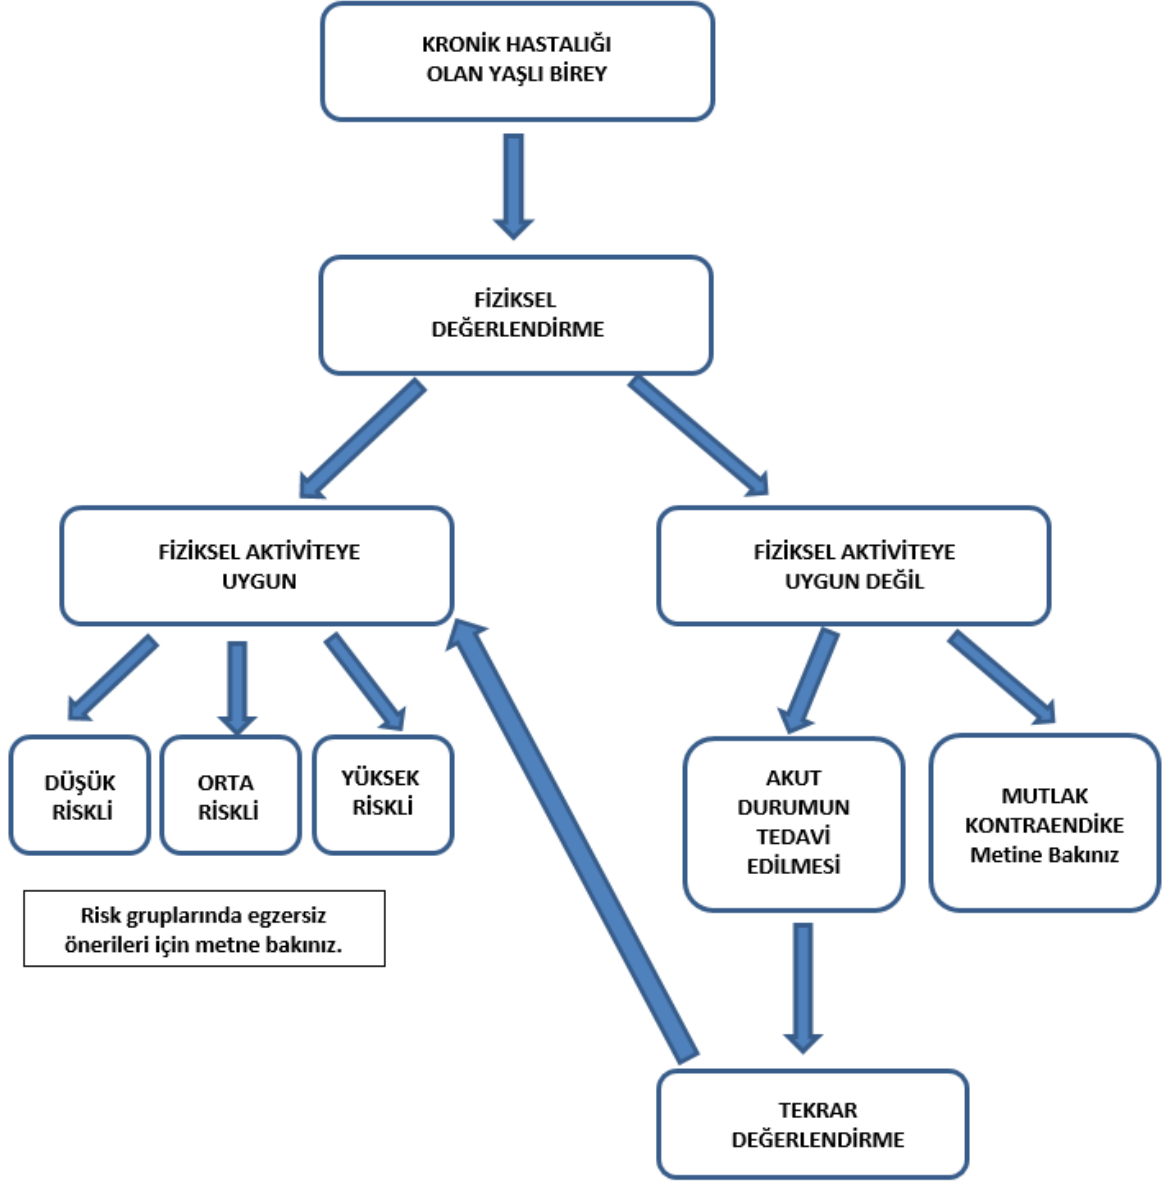 KRONİK HASTALIĞI
OLAN YAŞLI BİREY
FİZİKSEL
DEĞERLENDİRME
FİZİKSEL AKTİVİTEYE
UYGUN
FİZİKSEL AKTİVİTEYE
UYGUN DEĞİL
DÜŞÜK
RİSKLİ
ORTA
RİSKLİ
YÜKSEK
RİSKLİ
AKUT
DURUMUN
TEDAVİ
EDİLMESİ
MUTLAK
KONTRAENDİKE
Metine Bakınız
Risk gruplarında egzersiz
önerileri için metne bakınız.
TEKRAR
DEĞERLENDİRME